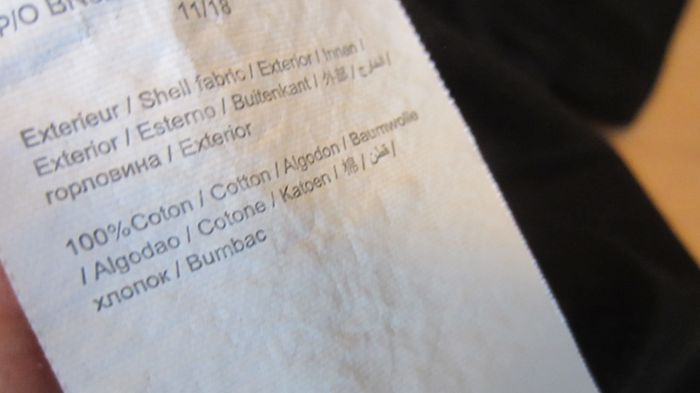 P/O
11/18
Exterieur / Shell fabric / Exterior / Innen /
Exterior / Esterno / Buitenkant / 外部 / الخارج /
горловина / Exterior
100%Coton / Cotton / Algodon / Baumwolle
/ Algodao / Cotone / Katoen / 棉 / قطن /
хлопок / Bumbac